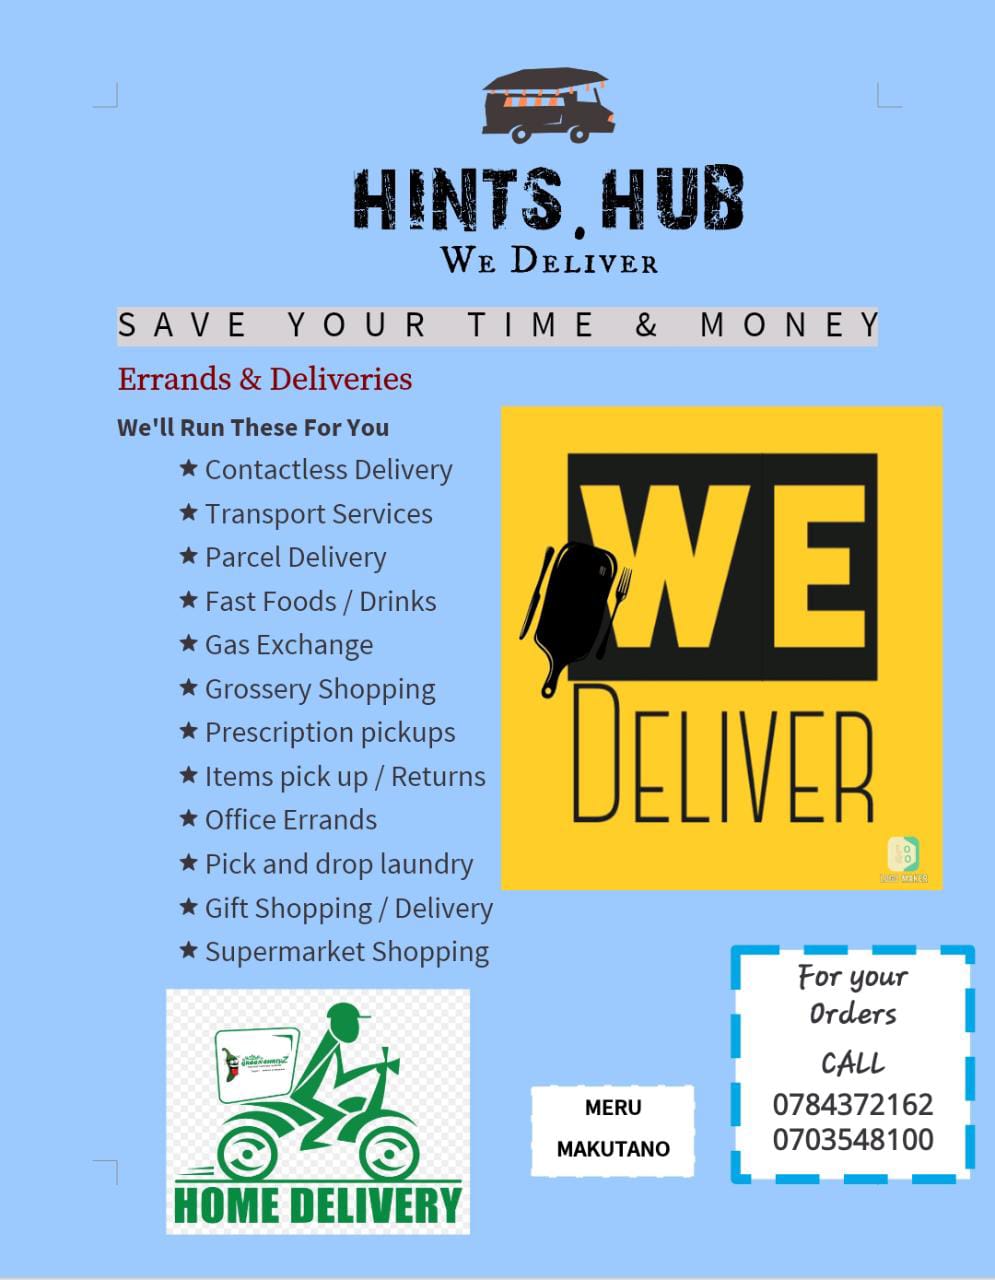 HINTS.HUB
WE DELIVER
SAVE YOUR TIME & MONEY
Errands & Deliveries
We'll Run These For You
★ Contactless Delivery
★ Transport Services
★ Parcel Delivery
★ Fast Foods / Drinks
★ Gas Exchange
★ Grossery Shopping
★ Prescription pickups
★ Items pick up / Returns
★ Office Errands
★ Pick and drop laundry
★ Gift Shopping / Delivery
★ Supermarket Shopping
WE
DELIVER
LOGO MAKER
HOME DELIVERY
MERU
MAKUTANO
For your
Orders
CALL
0784372162
0703548100